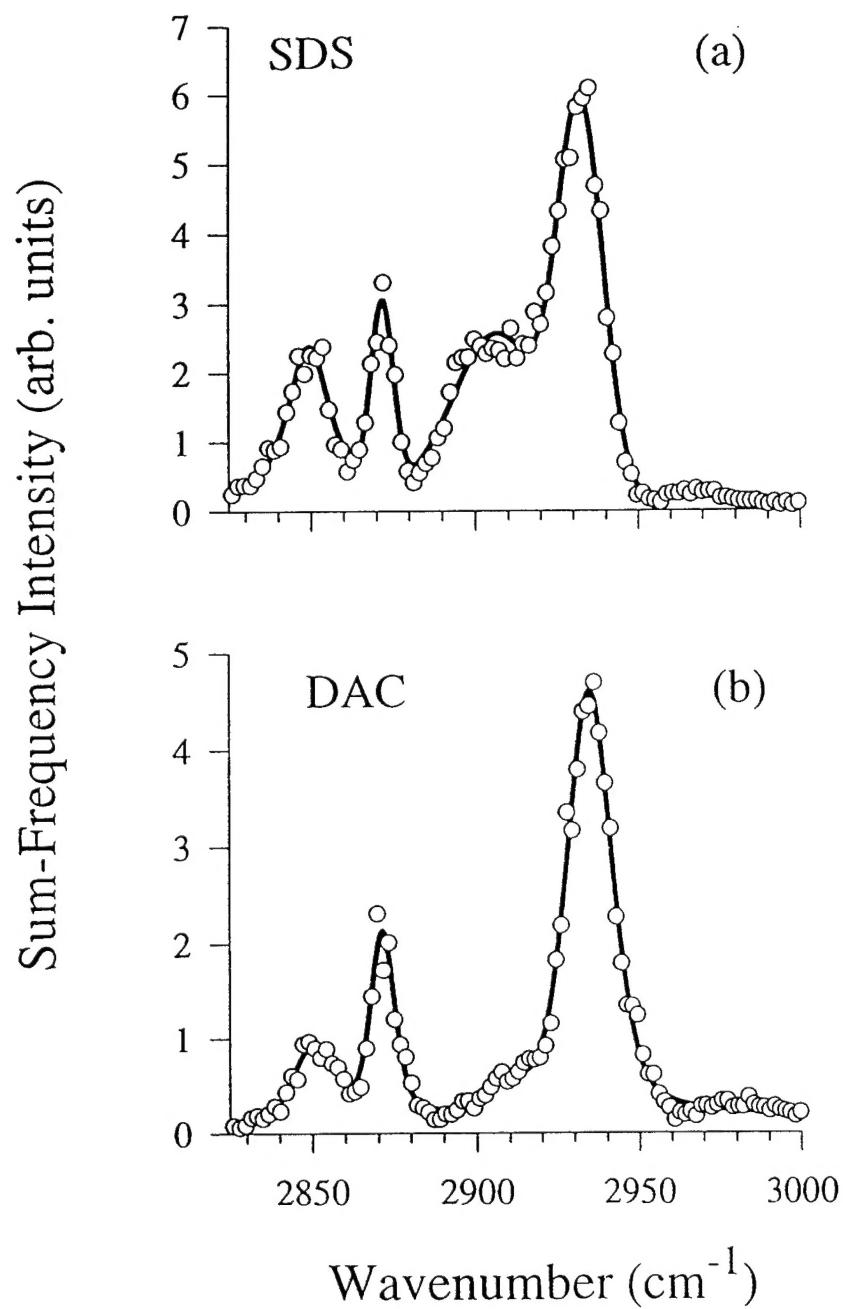 7
SDS
(a)
6
5
4
3
2
1
0
Sum-Frequency Intensity (arb. units)
5
DAC
(b)
4
3
2
1
0
2850 2900 2950 3000
Wavenumber (cm-1)